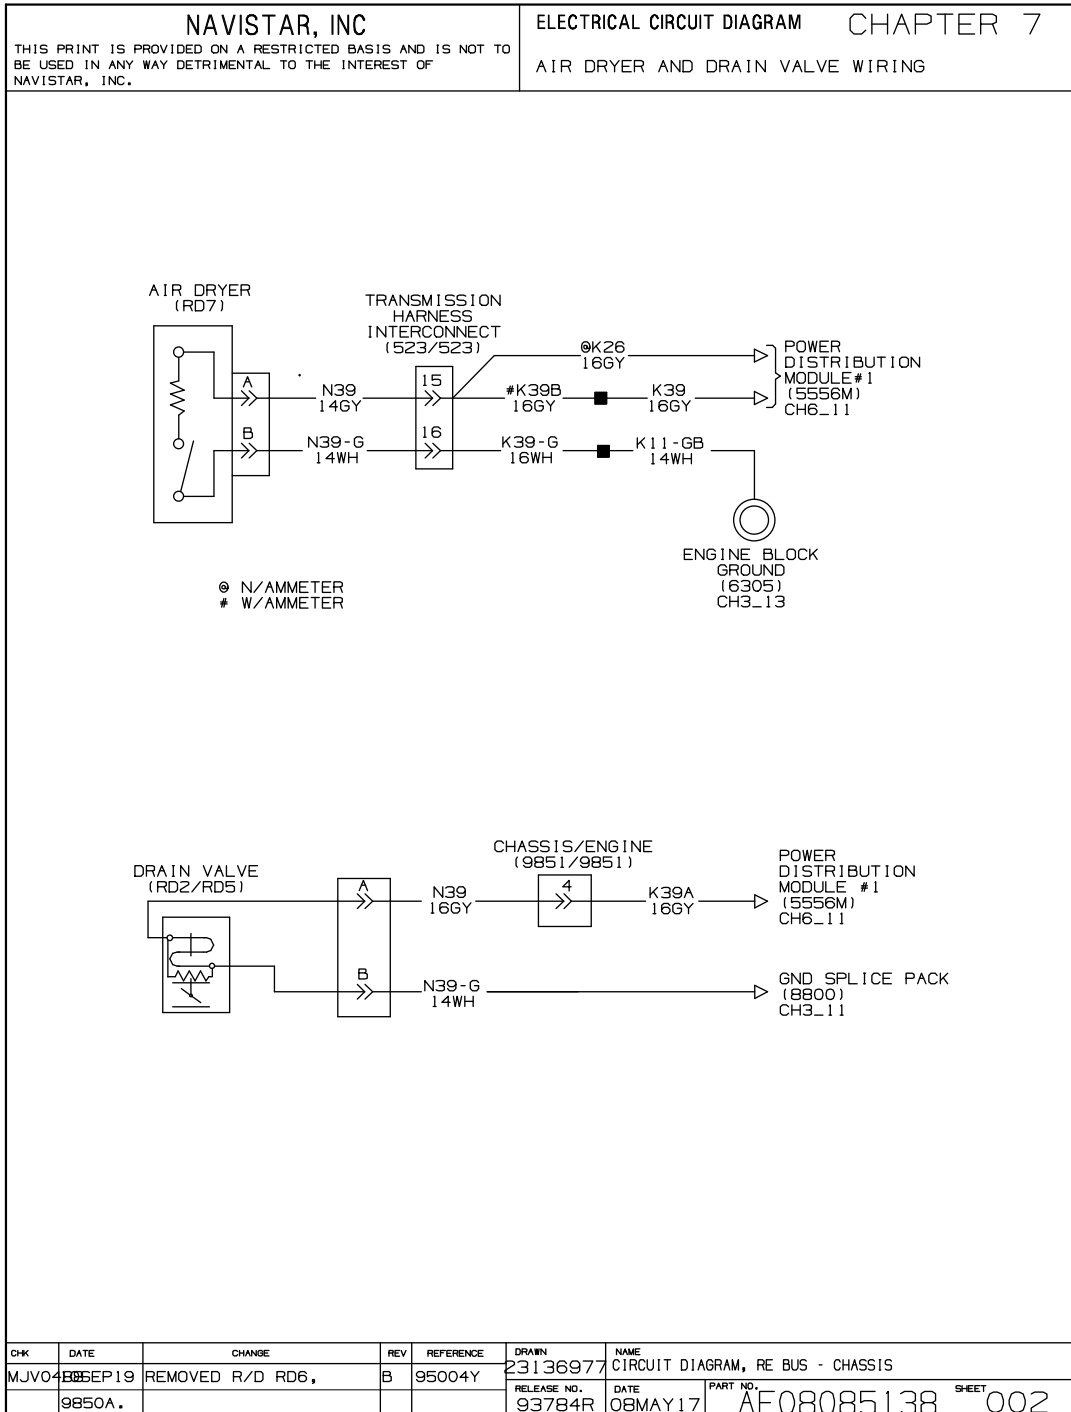 NAVISTAR, INC
THIS PRINT IS PROVIDED ON A RESTRICTED BASIS AND IS NOT TO
BE USED IN ANY WAY DETRIMENTAL TO THE INTEREST OF
NAVISTAR, INC.
ELECTRICAL CIRCUIT DIAGRAM CHAPTER 7
AIR DRYER AND DRAIN VALVE WIRING
AIR DRYER
(RD7)
TRANSMISSION
HARNESS
INTERCONNECT
(523/523)
A
N39
14GY
15
@K26
16GY
#K39B
16GY
K39
16GY
POWER
DISTRIBUTION
MODULE#1
(5556M)
CH6_11
B
N39-G
14WH
16
K39-G
16WH
K11-GB
14WH
ENGINE BLOCK
GROUND
(6305)
CH3_13
@ N/AMMETER
# W/AMMETER
DRAIN VALVE
(RD2/RD5)
CHASSIS/ENGINE
(9851/9851)
A
N39
16GY
4
K39A
16GY
POWER
DISTRIBUTION
MODULE #1
(5556M)
CH6_11
B
N39-G
14WH
GND SPLICE PACK
(8800)
CH3_11
CHK DATE CHANGE REV REFERENCE
SEP19 REMOVED R/D RD6, B 95004Y
9850A.
DRAWN
23136977
NAME
CIRCUIT DIAGRAM, RE BUS - CHASSIS
RELEASE NO.
93784R
DATE
08MAY17
PART NO.
AF08085138
SHEET
002